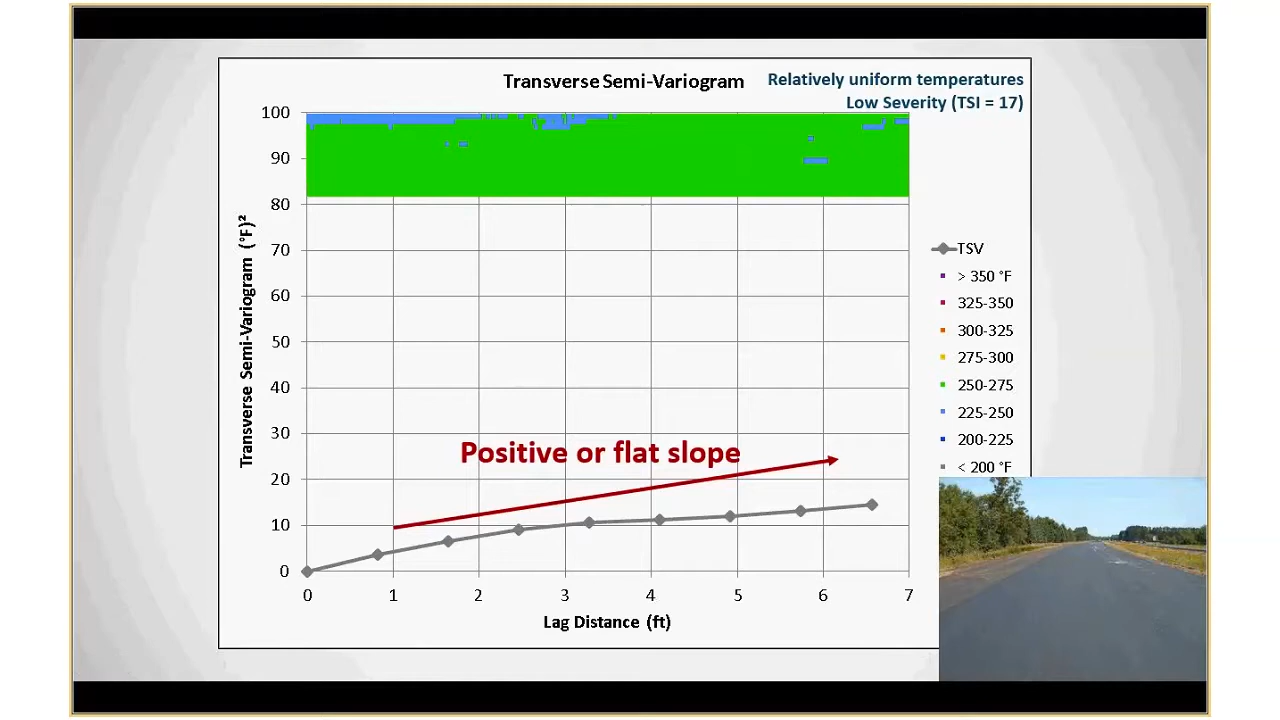 Transverse Semi-Variogram
Relatively uniform temperatures
Low Severity (TSI = 17)
100
90
80
70
60
50
40
30
20
10
0
Transverse Semi-Variogram (°F)²
Positive or flat slope
0 1 2 3 4 5 6 7
Lag Distance (ft)
TSV
> 350 °F
325-350
300-325
275-300
250-275
225-250
200-225
< 200 °F